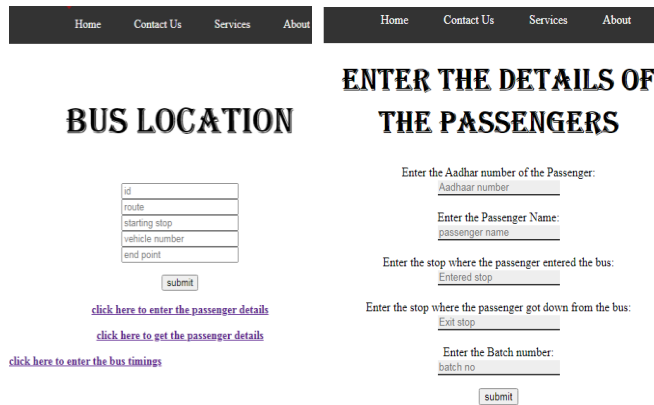 Home Contact Us Services About
BUS LOCATION
id
route
starting stop
vehicle number
end point
submit
click here to enter the passenger details
click here to get the passenger details
click here to enter the bus timings
Home Contact Us Services About
ENTER THE DETAILS OF
THE PASSENGERS
Enter the Aadhar number of the Passenger:
Aadhaar number
Enter the Passenger Name:
passenger name
Enter the stop where the passenger entered the bus:
Entered stop
Enter the stop where the passenger got down from the bus:
Exit stop
Enter the Batch number:
batch no
submit